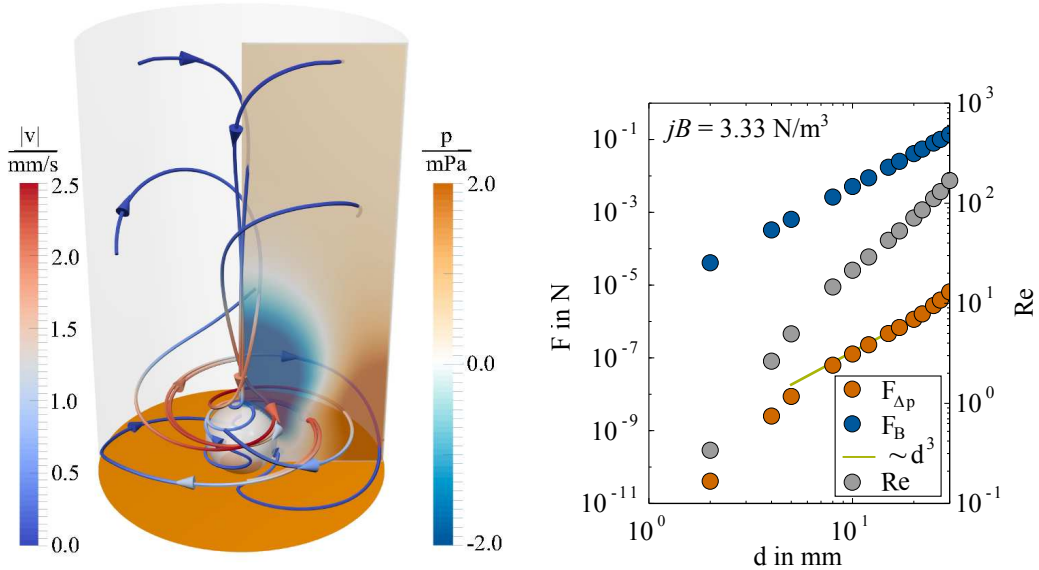 |v|
mm/s
2.5
2.0
1.5
1.0
0.5
0.0
p
mPa
2.0
0.0
-2.0
jB = 3.33 N/m³
F in N
10⁻¹
10⁻³
10⁻⁵
10⁻⁷
10⁻⁹
10⁻¹¹
10⁰
10¹
d in mm
10³
10²
10¹
10⁰
10⁻¹
Re
F_Δp
F_B
~d³
Re